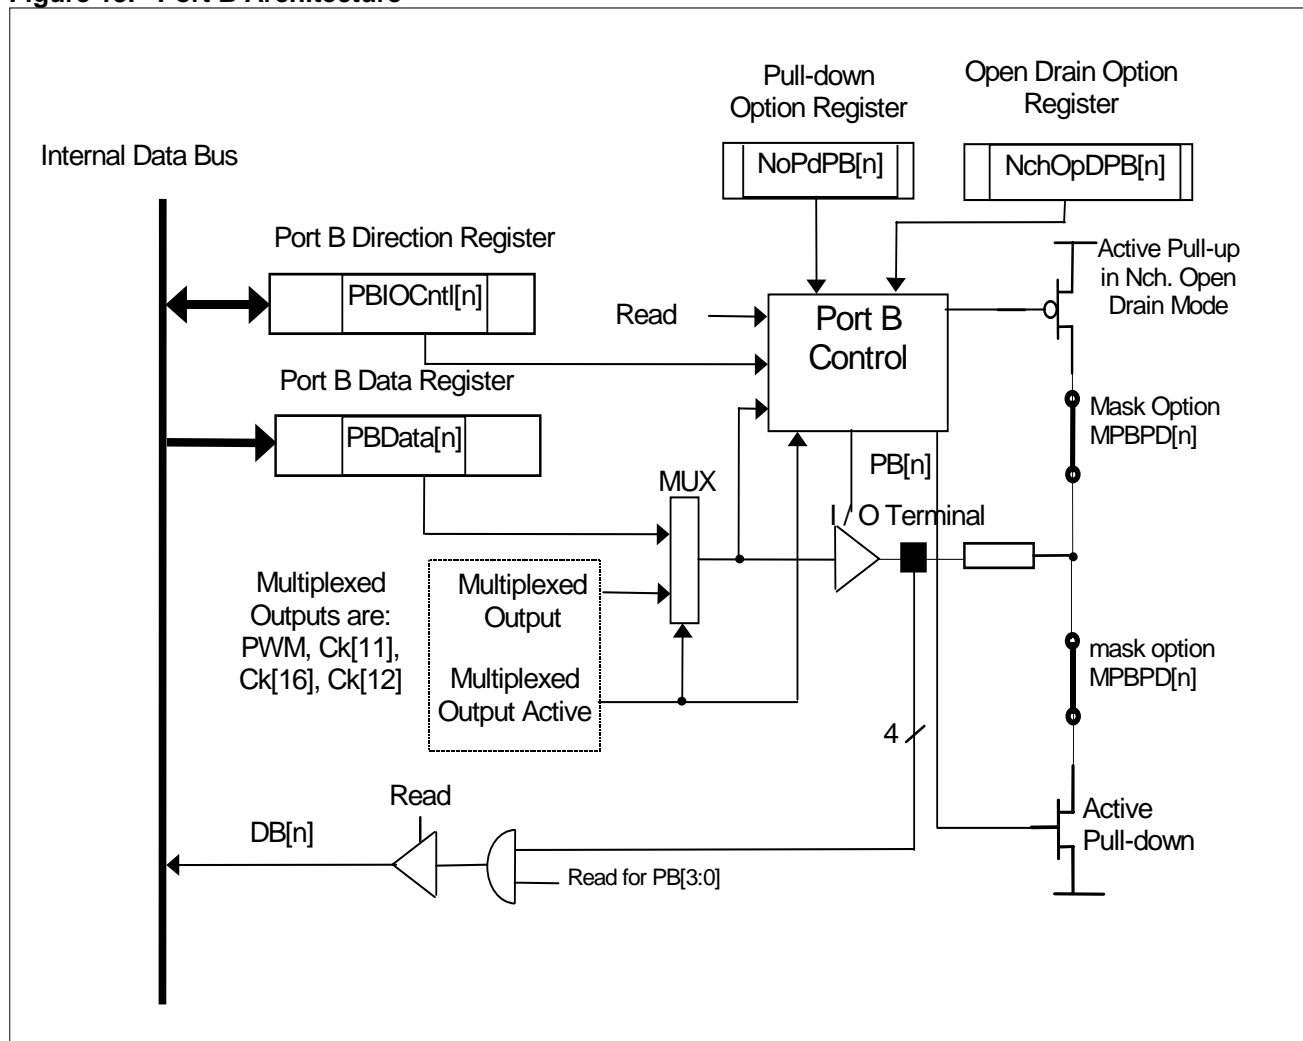 Pull-down
Option Register
Open Drain Option
Register
Internal Data Bus
NoPdPB[n]
NchOpDPB[n]
Port B Direction Register
Active Pull-up
in Nch. Open
Drain Mode
PBIOCntl[n]
Read
Port B
Control
Port B Data Register
Mask Option
MPBPD[n]
PBData[n]
PB[n]
MUX
I / O Terminal
Multiplexed
Outputs are:
PWM, Ck[11],
Ck[16], Ck[12]
Multiplexed
Output
Multiplexed
Output Active
mask option
MPBPD[n]
4
Read
DB[n]
Active
Pull-down
Read for PB[3:0]